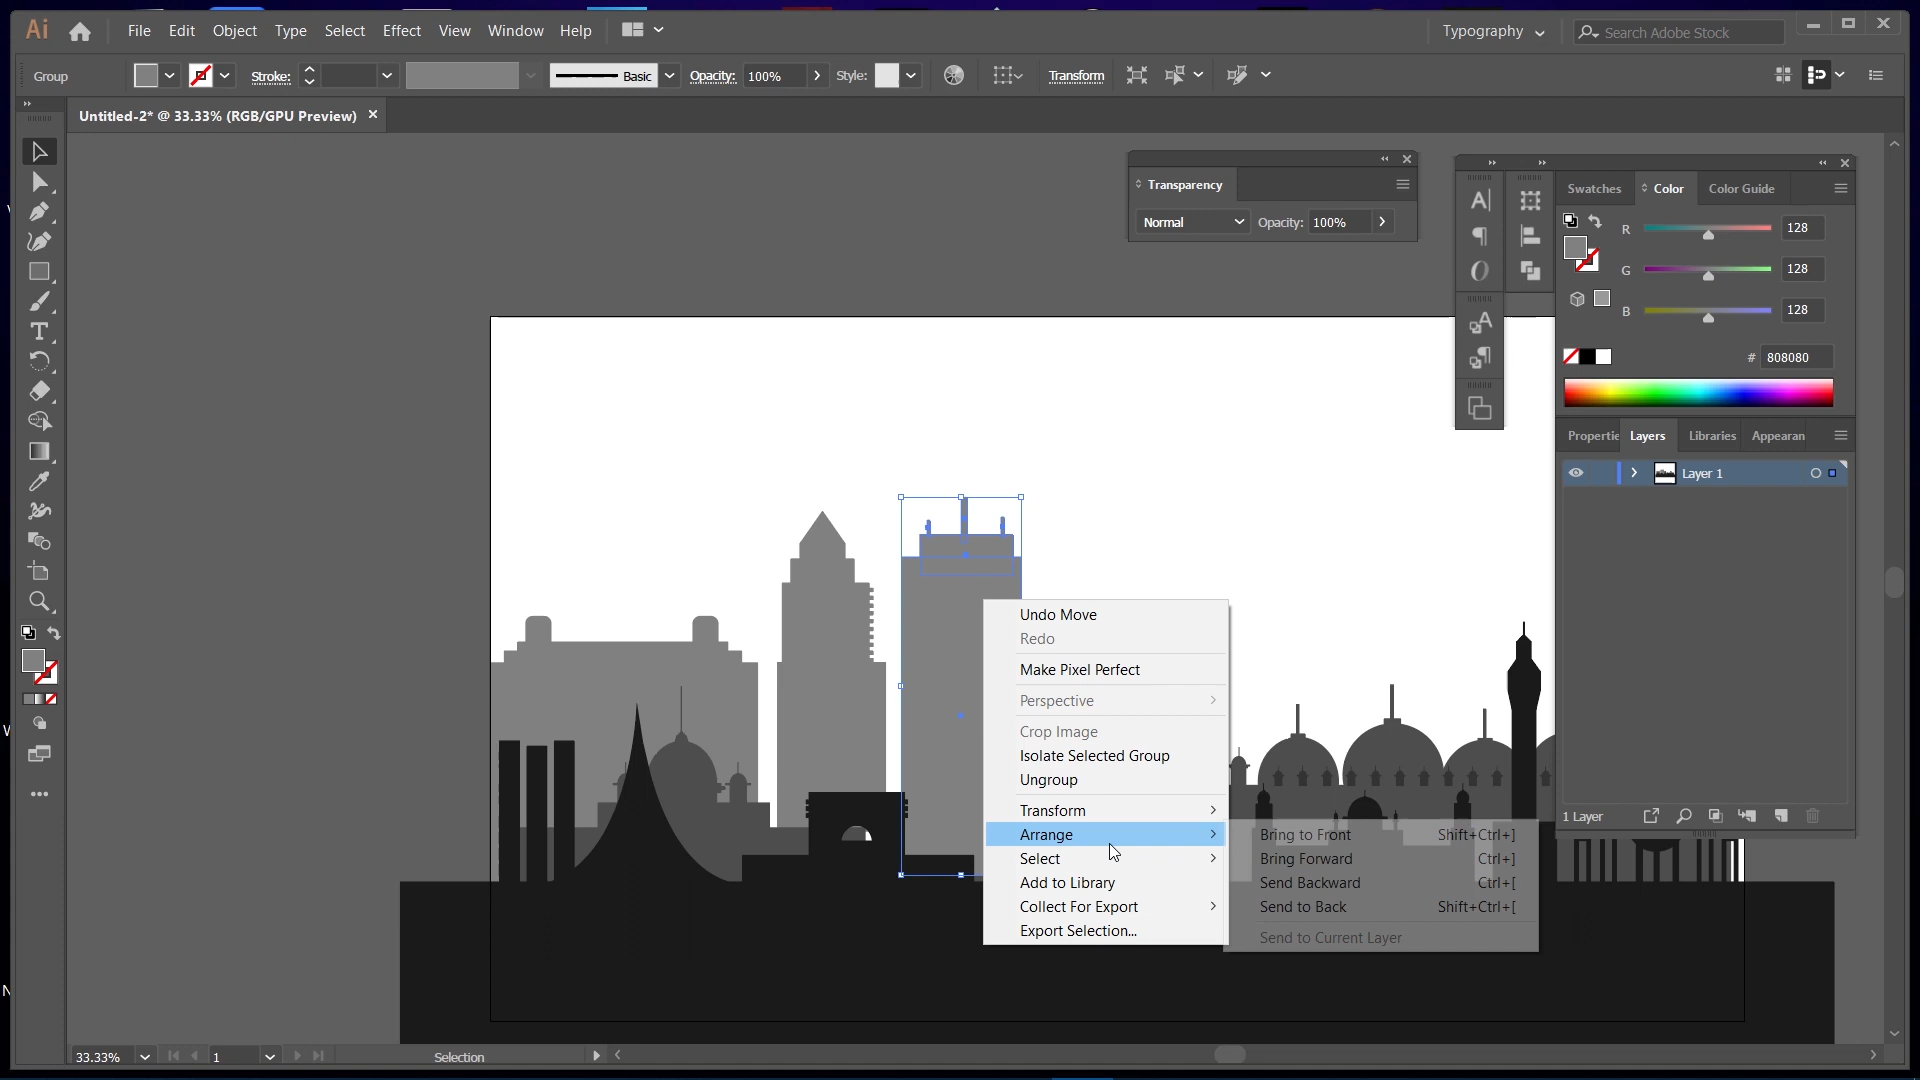 Ai File Edit Object Type Select Effect View Window Help Typography Search Adobe Stock
Group Stroke: Basic Opacity: 100% Style: Transform
Untitled-2* @ 33.33% (RGB/GPU Preview)
Transparency
Normal Opacity: 100%
Swatches Color Color Guide
R 128
G 128
B 128
# 808080
Properties Layers Libraries Appearan
Layer 1
Undo Move
Redo
Make Pixel Perfect
Perspective
Crop Image
Isolate Selected Group
Ungroup
Transform
Arrange
Select
Add to Library
Collect For Export
Export Selection...
Bring to Front Shift+Ctrl+]
Bring Forward Ctrl+]
Send Backward Ctrl+[
Send to Back Shift+Ctrl+[
Send to Current Layer
1 Layer
33.33% 1 Selection